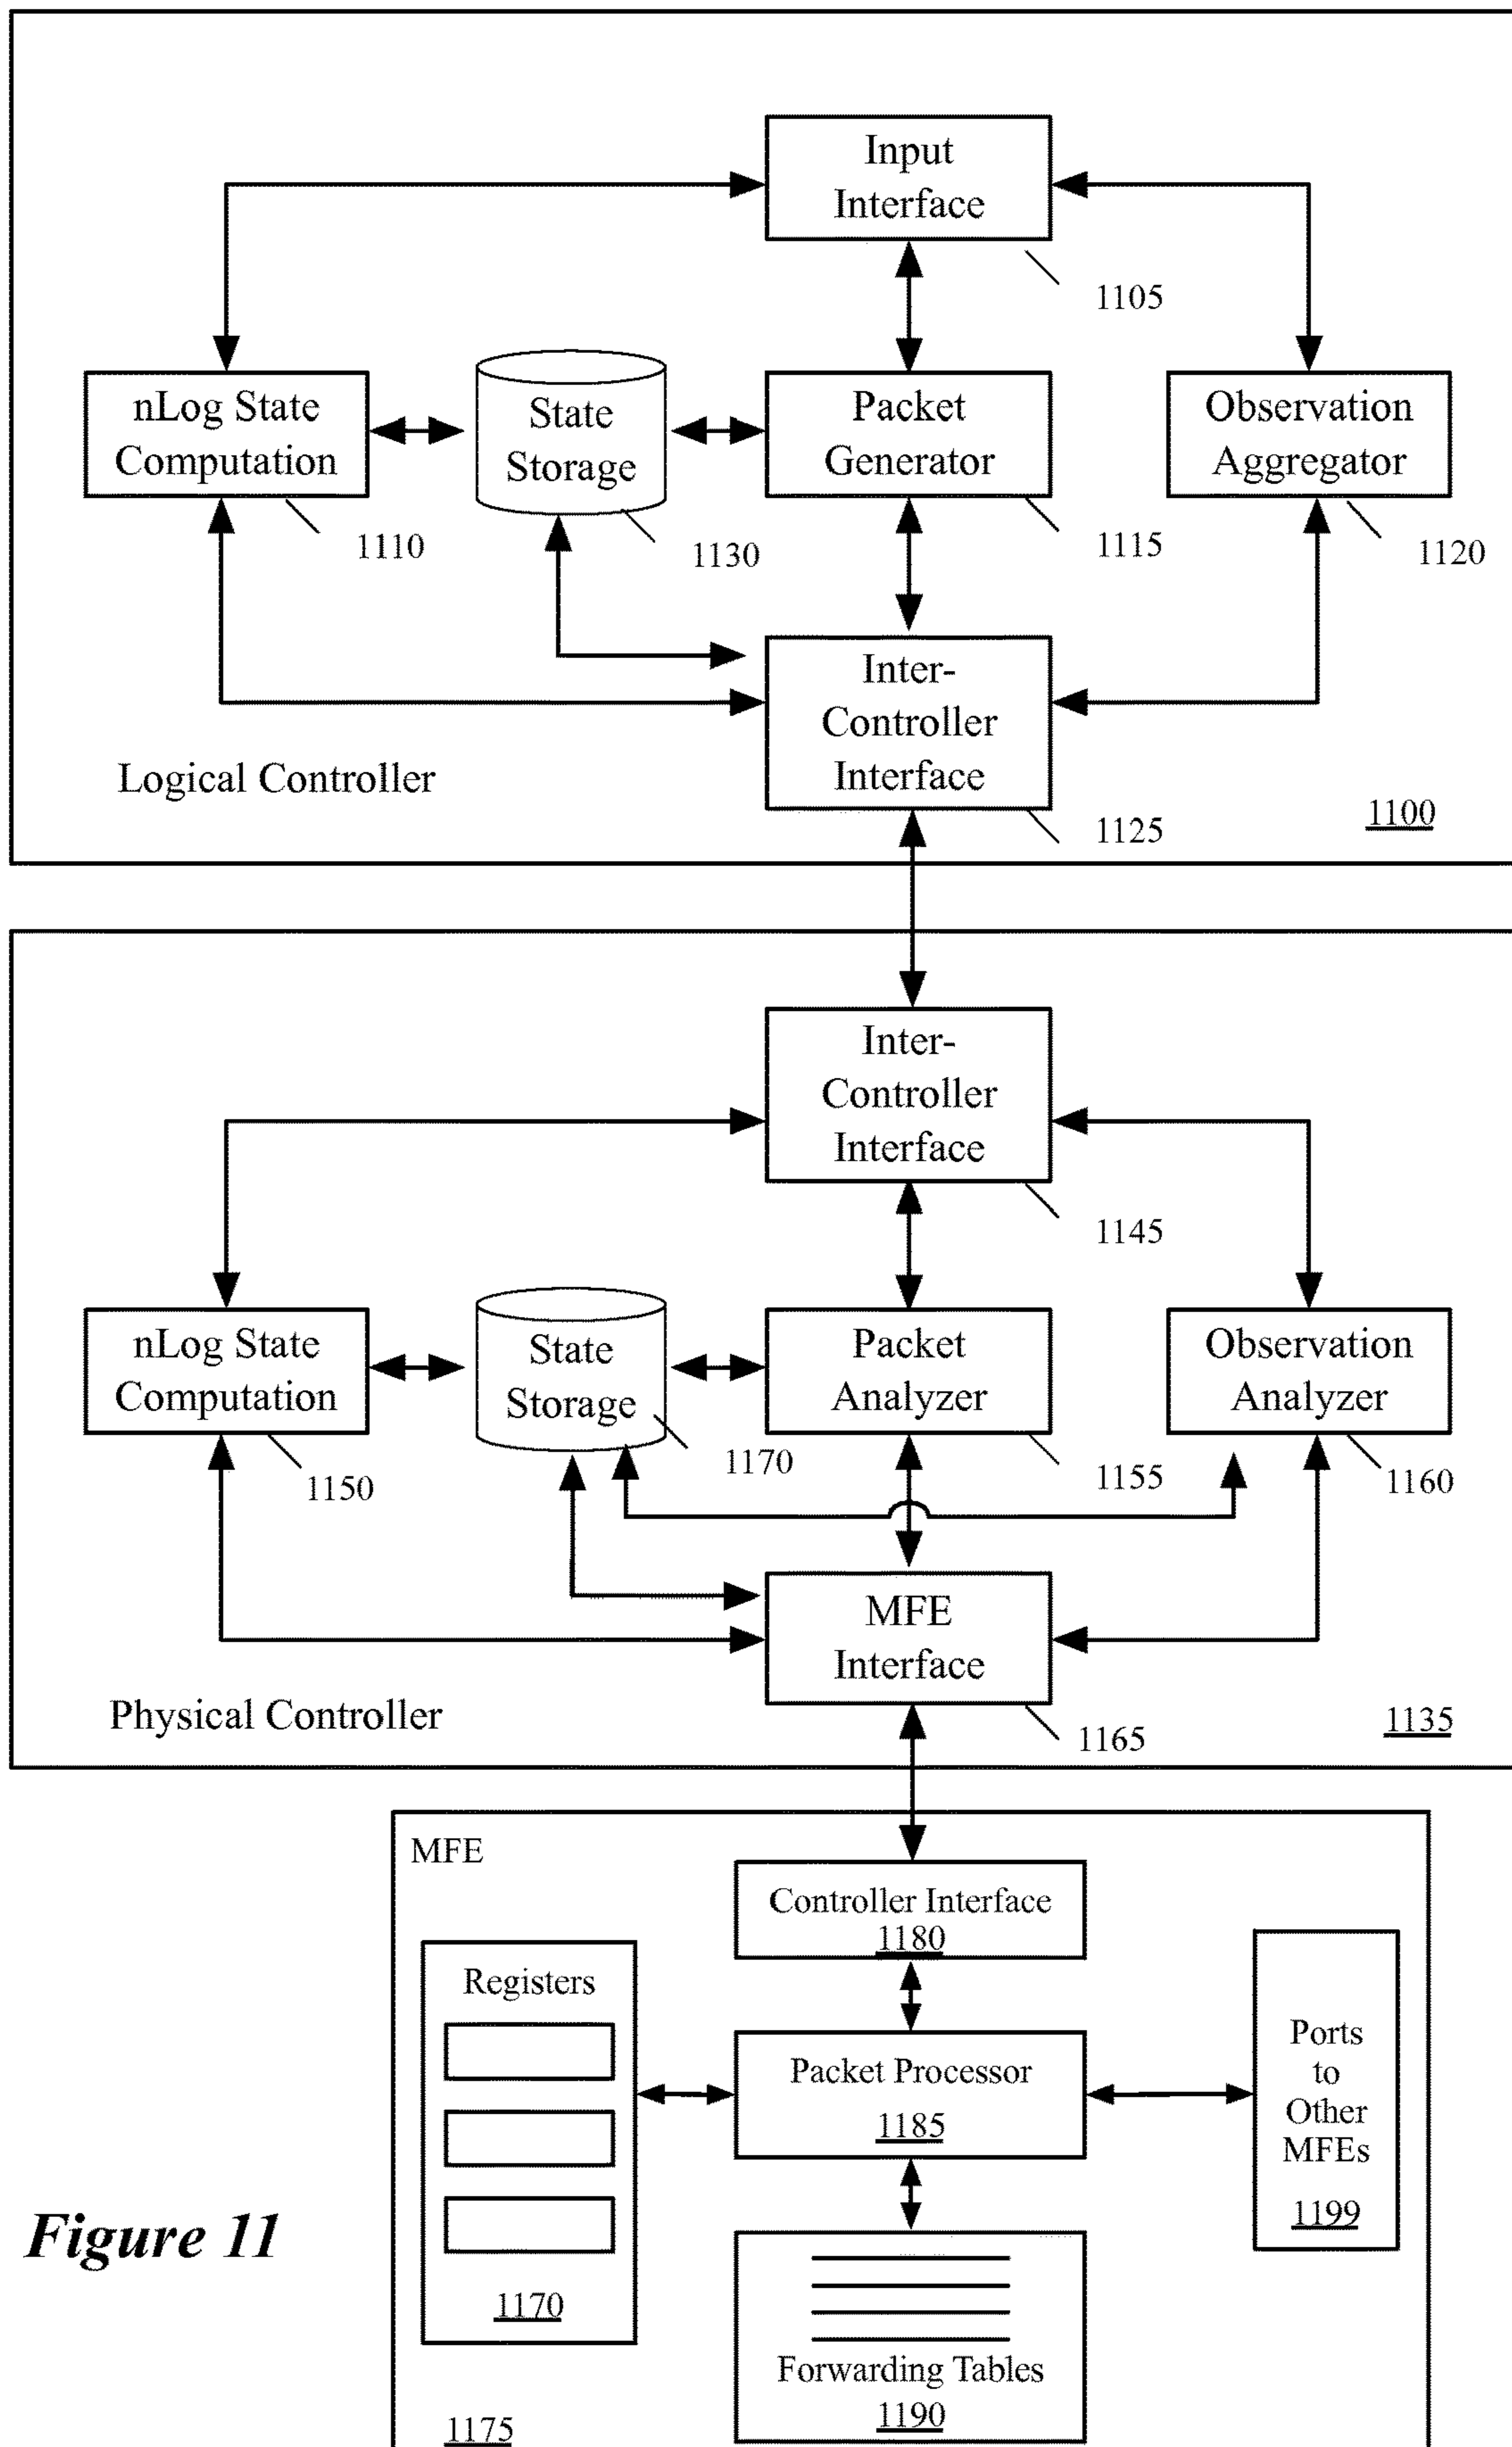 Input
Interface
1105
nLog State
Computation
1110
State
Storage
1130
Packet
Generator
1115
Observation
Aggregator
1120
Inter-
Controller
Interface
1125
Logical Controller
1100
Inter-
Controller
Interface
1145
nLog State
Computation
1150
State
Storage
1170
Packet
Analyzer
1155
Observation
Analyzer
1160
MFE
Interface
1165
Physical Controller
1135
MFE
Controller Interface
1180
Registers
1170
Packet Processor
1185
Ports
to
Other
MFEs
1199
Forwarding Tables
1190
1175
Figure 11